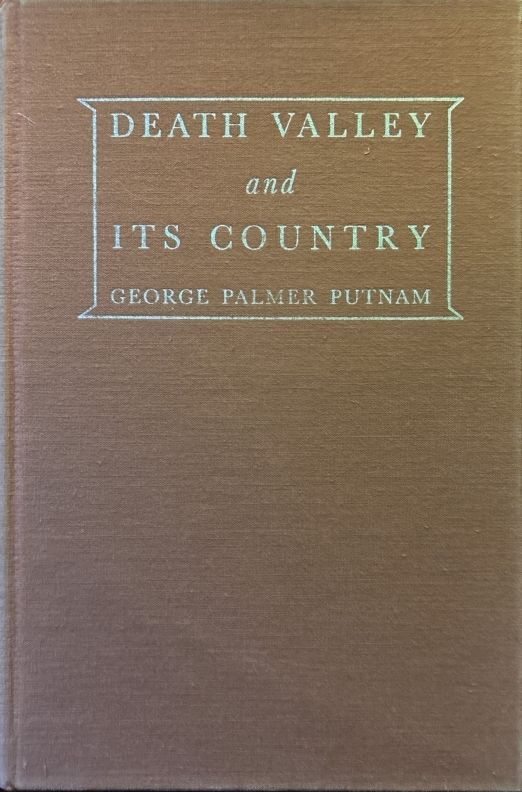 DEATH VALLEY
and
ITS COUNTRY
GEORGE PALMER PUTNAM